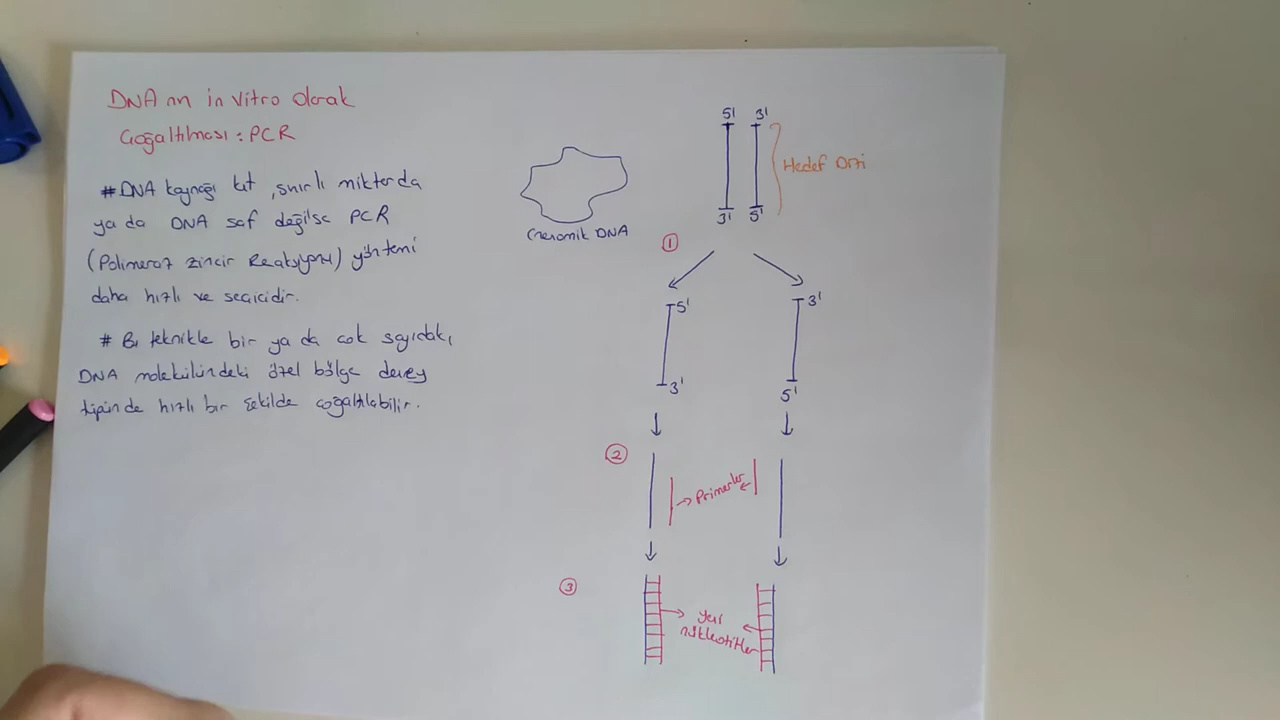 DNA nın in vitro olarak
Çoğaltılması : PCR
# DNA kaynağı kıt , sınırlı miktarda
ya da DNA saf değilse PCR
(Polimeraz zincir Reaksiyonu) yöntemi
daha hızlı ve seçicidir.
# Bu teknikle bir ya da çok sayıdaki
DNA molekülündeki özel bölge deney
tüpünde hızlı bir şekilde çoğaltılabilir.
Genomik DNA
5' 3'
Hedef Dizi
3' 5'
1
5' 3'
3' 5'
2
Primerler
3
yeni
nükleotitler